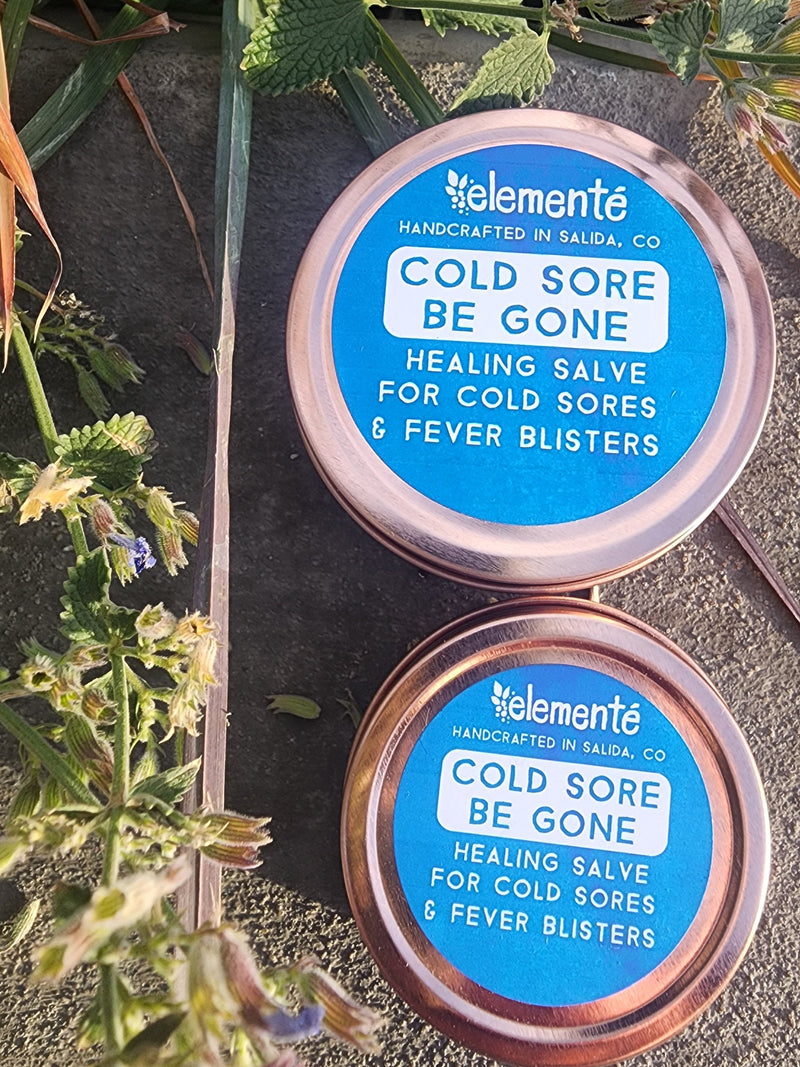 elementé
HANDCRAFTED IN SALIDA, CO
COLD SORE
BE GONE
HEALING SALVE
FOR COLD SORES
& FEVER BLISTERS
elementé
HANDCRAFTED IN SALIDA, CO
COLD SORE
BE GONE
HEALING SALVE
FOR COLD SORES
& FEVER BLISTERS